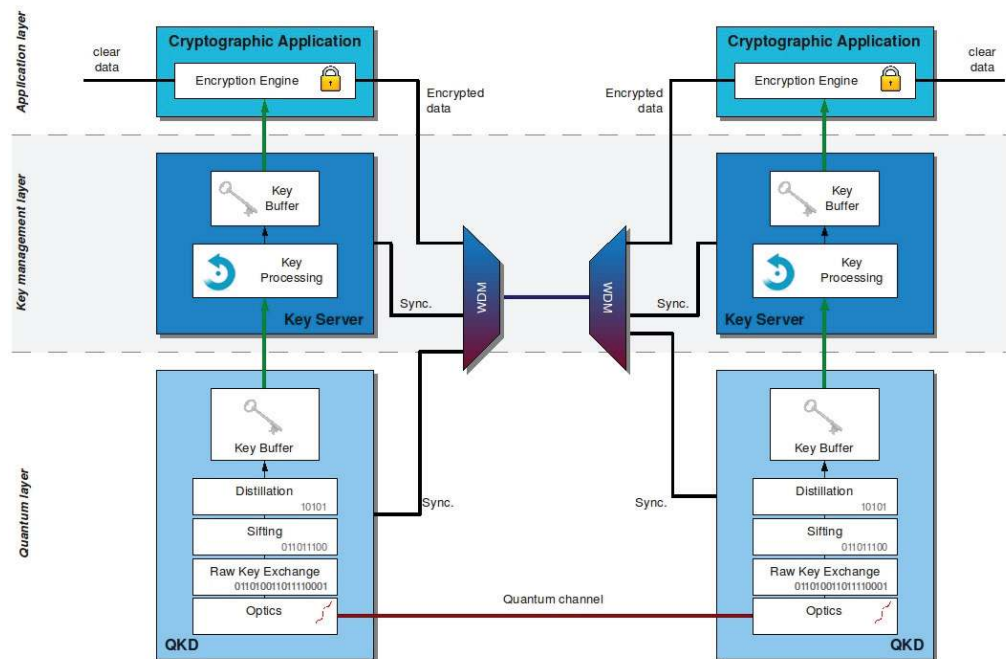 Application layer
clear
data
Cryptographic Application
Encryption Engine
Encrypted
data
Encrypted
data
Cryptographic Application
Encryption Engine
clear
data
Key management layer
Key
Buffer
Key
Processing
Key Server
Sync.
WDM
WDM
Sync.
Key
Buffer
Key
Processing
Key Server
Quantum layer
Key Buffer
Distillation
10101
Sifting
011011100
Raw Key Exchange
011010011011110001
Optics
QKD
Sync.
Quantum channel
Sync.
Key Buffer
Distillation
10101
Sifting
011011100
Raw Key Exchange
011010011011110001
Optics
QKD